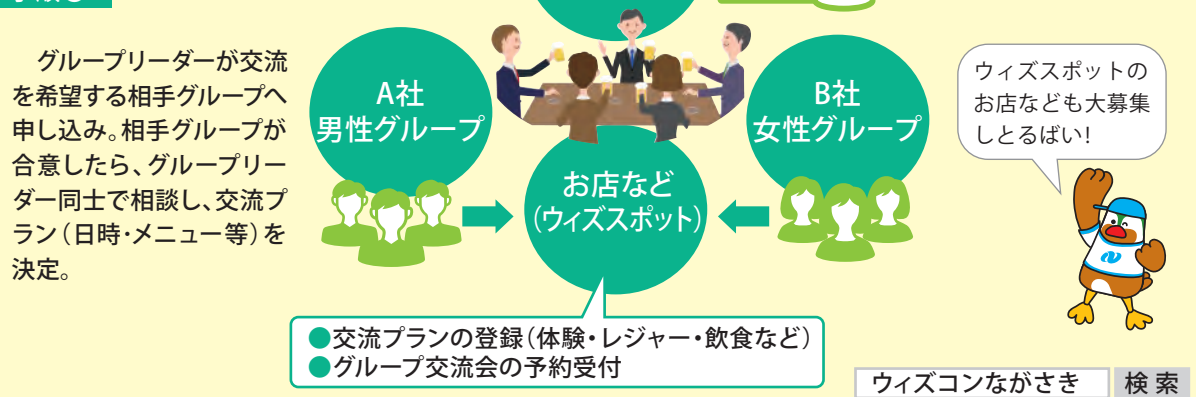 グループリーダーが交流
を希望する相手グループへ
申し込み。相手グループが
合意したら、グループリー
ダー同士で相談し、交流プ
ラン（日時・メニュー等）を
決定。
A社
男性グループ
B社
女性グループ
お店など
（ウィズスポット）
●交流プランの登録（体験・レジャー・飲食など）
●グループ交流会の予約受付
ウィズスポットの
お店なども大募集
しとるばい！
ウィズコンながさき 検索